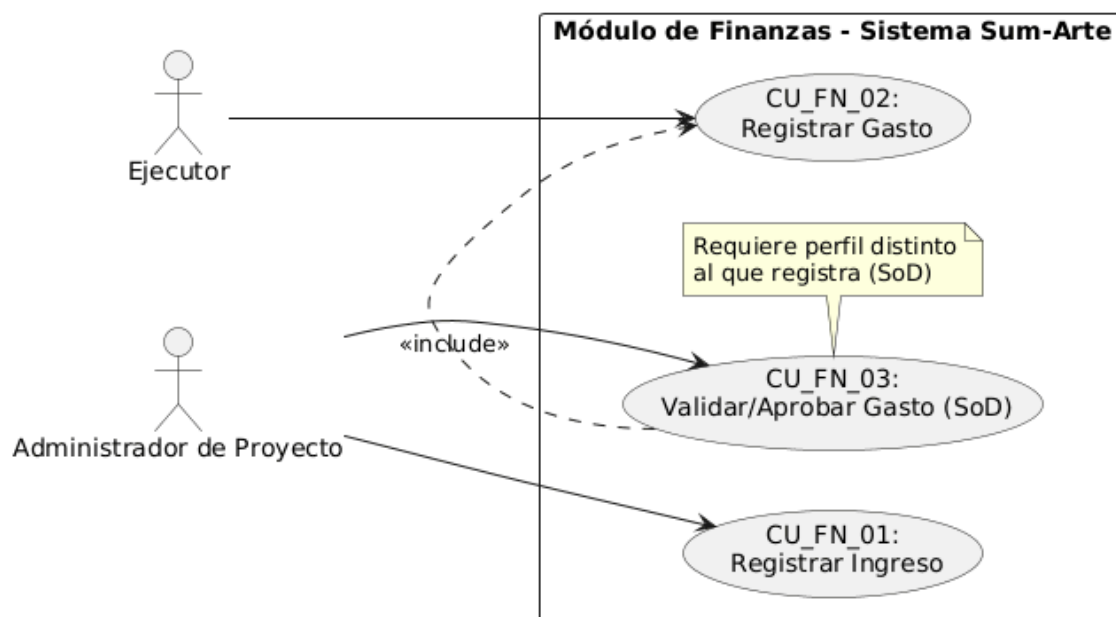 Módulo de Finanzas - Sistema Sum-Arte
CU_FN_02:
Registrar Gasto
Ejecutor
Requiere perfil distinto
al que registra (SoD)
«include»
CU_FN_03:
Validar/Aprobar Gasto (SoD)
Administrador de Proyecto
CU_FN_01:
Registrar Ingreso